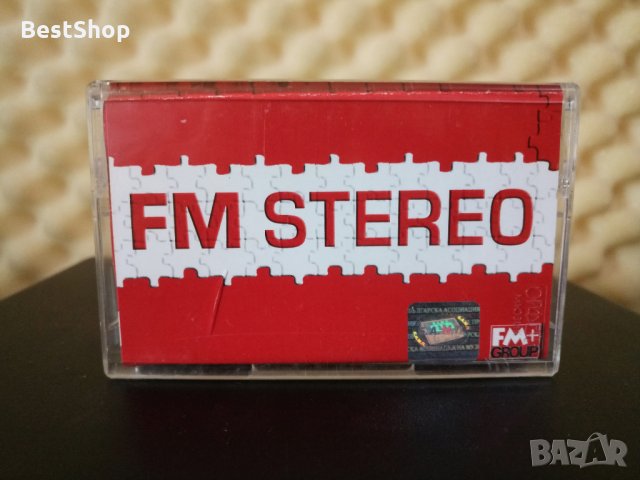 BestShop
FM STEREO
FM+
GROUP
BAZAR